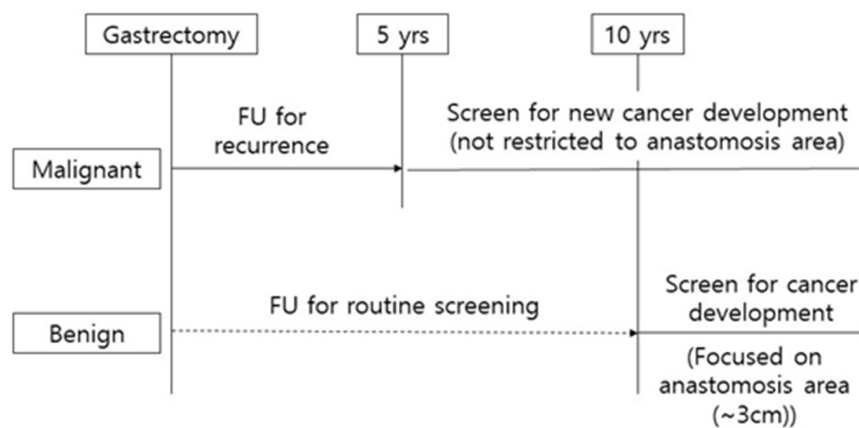 Gastrectomy
5 yrs
10 yrs
FU for
recurrence
Screen for new cancer development
(not restricted to anastomosis area)
Malignant
FU for routine screening
Screen for cancer
development
Benign
(Focused on
anastomosis area
(~3cm))